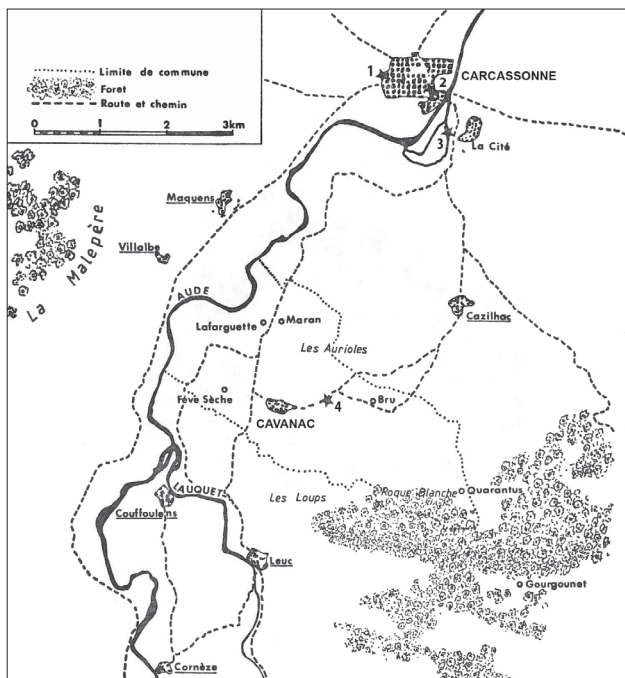 Limite de commune
Foret
Route et chemin
0 1 2 3km
1
2
CARCASSONNE
3
La Cité
Maquens
La Malepère
Villalbe
AUDE
Cazilhac
Lafarguette
Maran
Les Aurioles
Féve Sèche
4
Bru
CAVANAC
LAUQUET
Les Loups
Roque Blanche
Quarantus
Couffoulens
Leuc
Gourgounet
Cornèze